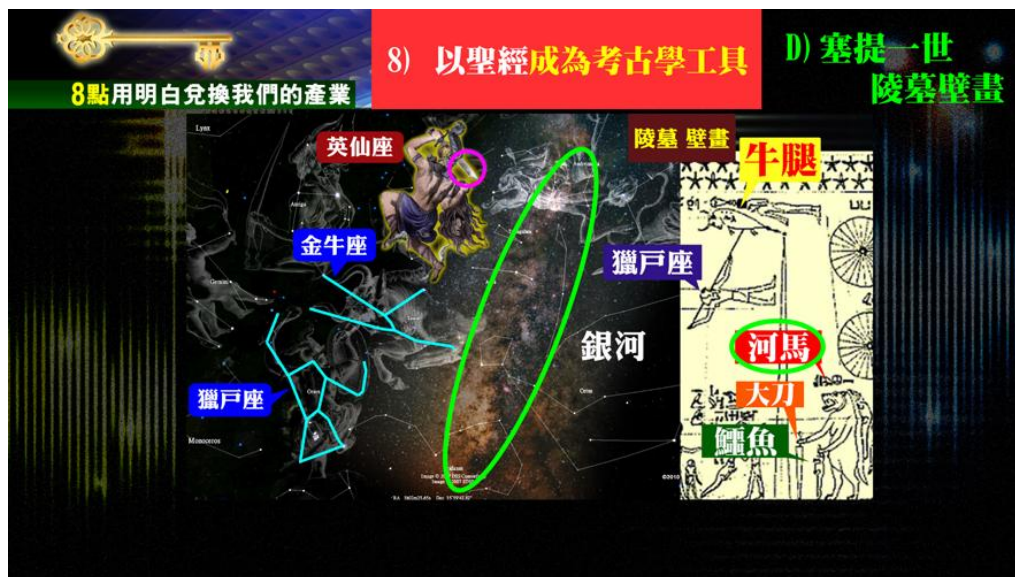 8點用明白兌換我們的產業
8) 以聖經成為考古學工具
D) 塞提一世
陵墓壁畫
Lynx
英仙座
陵墓 壁畫
牛腿
Auriga
金牛座
獵戶座
Gemini
銀河
河馬
大刀
獵戶座
Orion
鱷魚
Monoceros
©2010